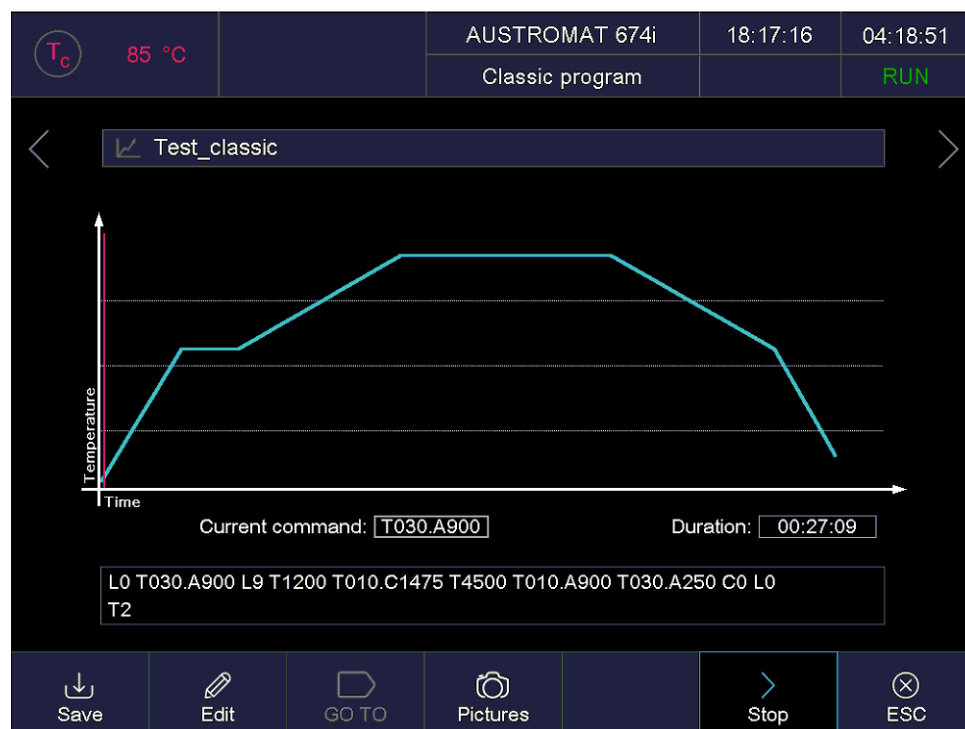 Tc 85 °C
AUSTROMAT 674i 18:17:16 04:18:51
Classic program RUN
Test_classic
Temperature
Time
Current command: T030.A900 Duration: 00:27:09
L0 T030.A900 L9 T1200 T010.C1475 T4500 T010.A900 T030.A250 C0 L0
T2
Save Edit GO TO Pictures Stop ESC